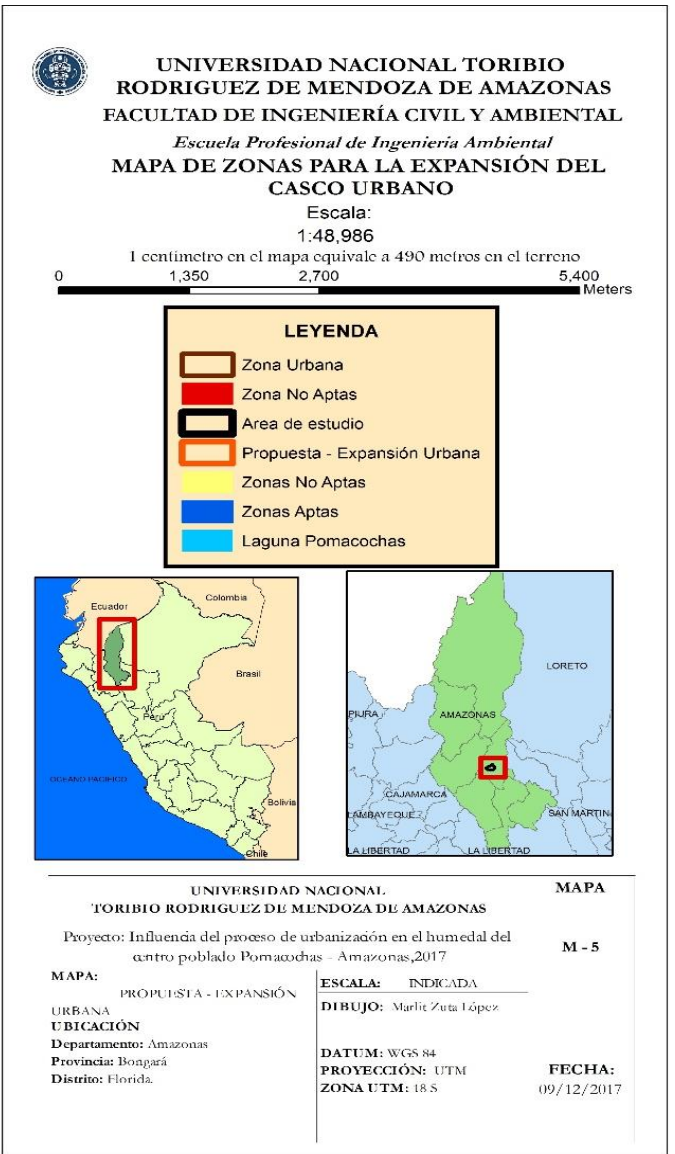 UNIVERSIDAD NACIONAL TORIBIO
RODRIGUEZ DE MENDOZA DE AMAZONAS
FACULTAD DE INGENIERÍA CIVIL Y AMBIENTAL
Escuela Profesional de Ingenieria Ambiental
MAPA DE ZONAS PARA LA EXPANSIÓN DEL
CASCO URBANO
Escala:
1:48,986
1 centimetro en el mapa equivale a 490 metros en el terreno
0 1,350 2,700 5,400
Meters
LEYENDA
Zona Urbana
Zona No Aptas
Area de estudio
Propuesta - Expansión Urbana
Zonas No Aptas
Zonas Aptas
Laguna Pomacochas
Ecuador
Colombia
Brasil
Perú
OCEANO PACIFICO
Bolivia
Chile
LORETO
PIURA
AMAZONAS
CAJAMARCA
LAMBAYEQUE
SAN MARTIN
LA LIBERTAD
LA LIBERTAD
UNIVERSIDAD NACIONAL
TORIBIO RODRIGUEZ DE MENDOZA DE AMAZONAS
Proyecto: Influencia del proceso de urbanización en el humedal del
centro poblado Pomacochas - Amazonas,2017
MAPA
M - 5
MAPA:
PROPUESTA - EXPANSIÓN
URBANA
UBICACIÓN
Departamento: Amazonas
Provincia: Bongará
Distrito: Florida.
ESCALA: INDICADA
DIBUJO: Marlit Zuta López
DATUM: WGS 84
PROYECCIÓN: UTM
ZONA UTM: 18 S
FECHA:
09/12/2017